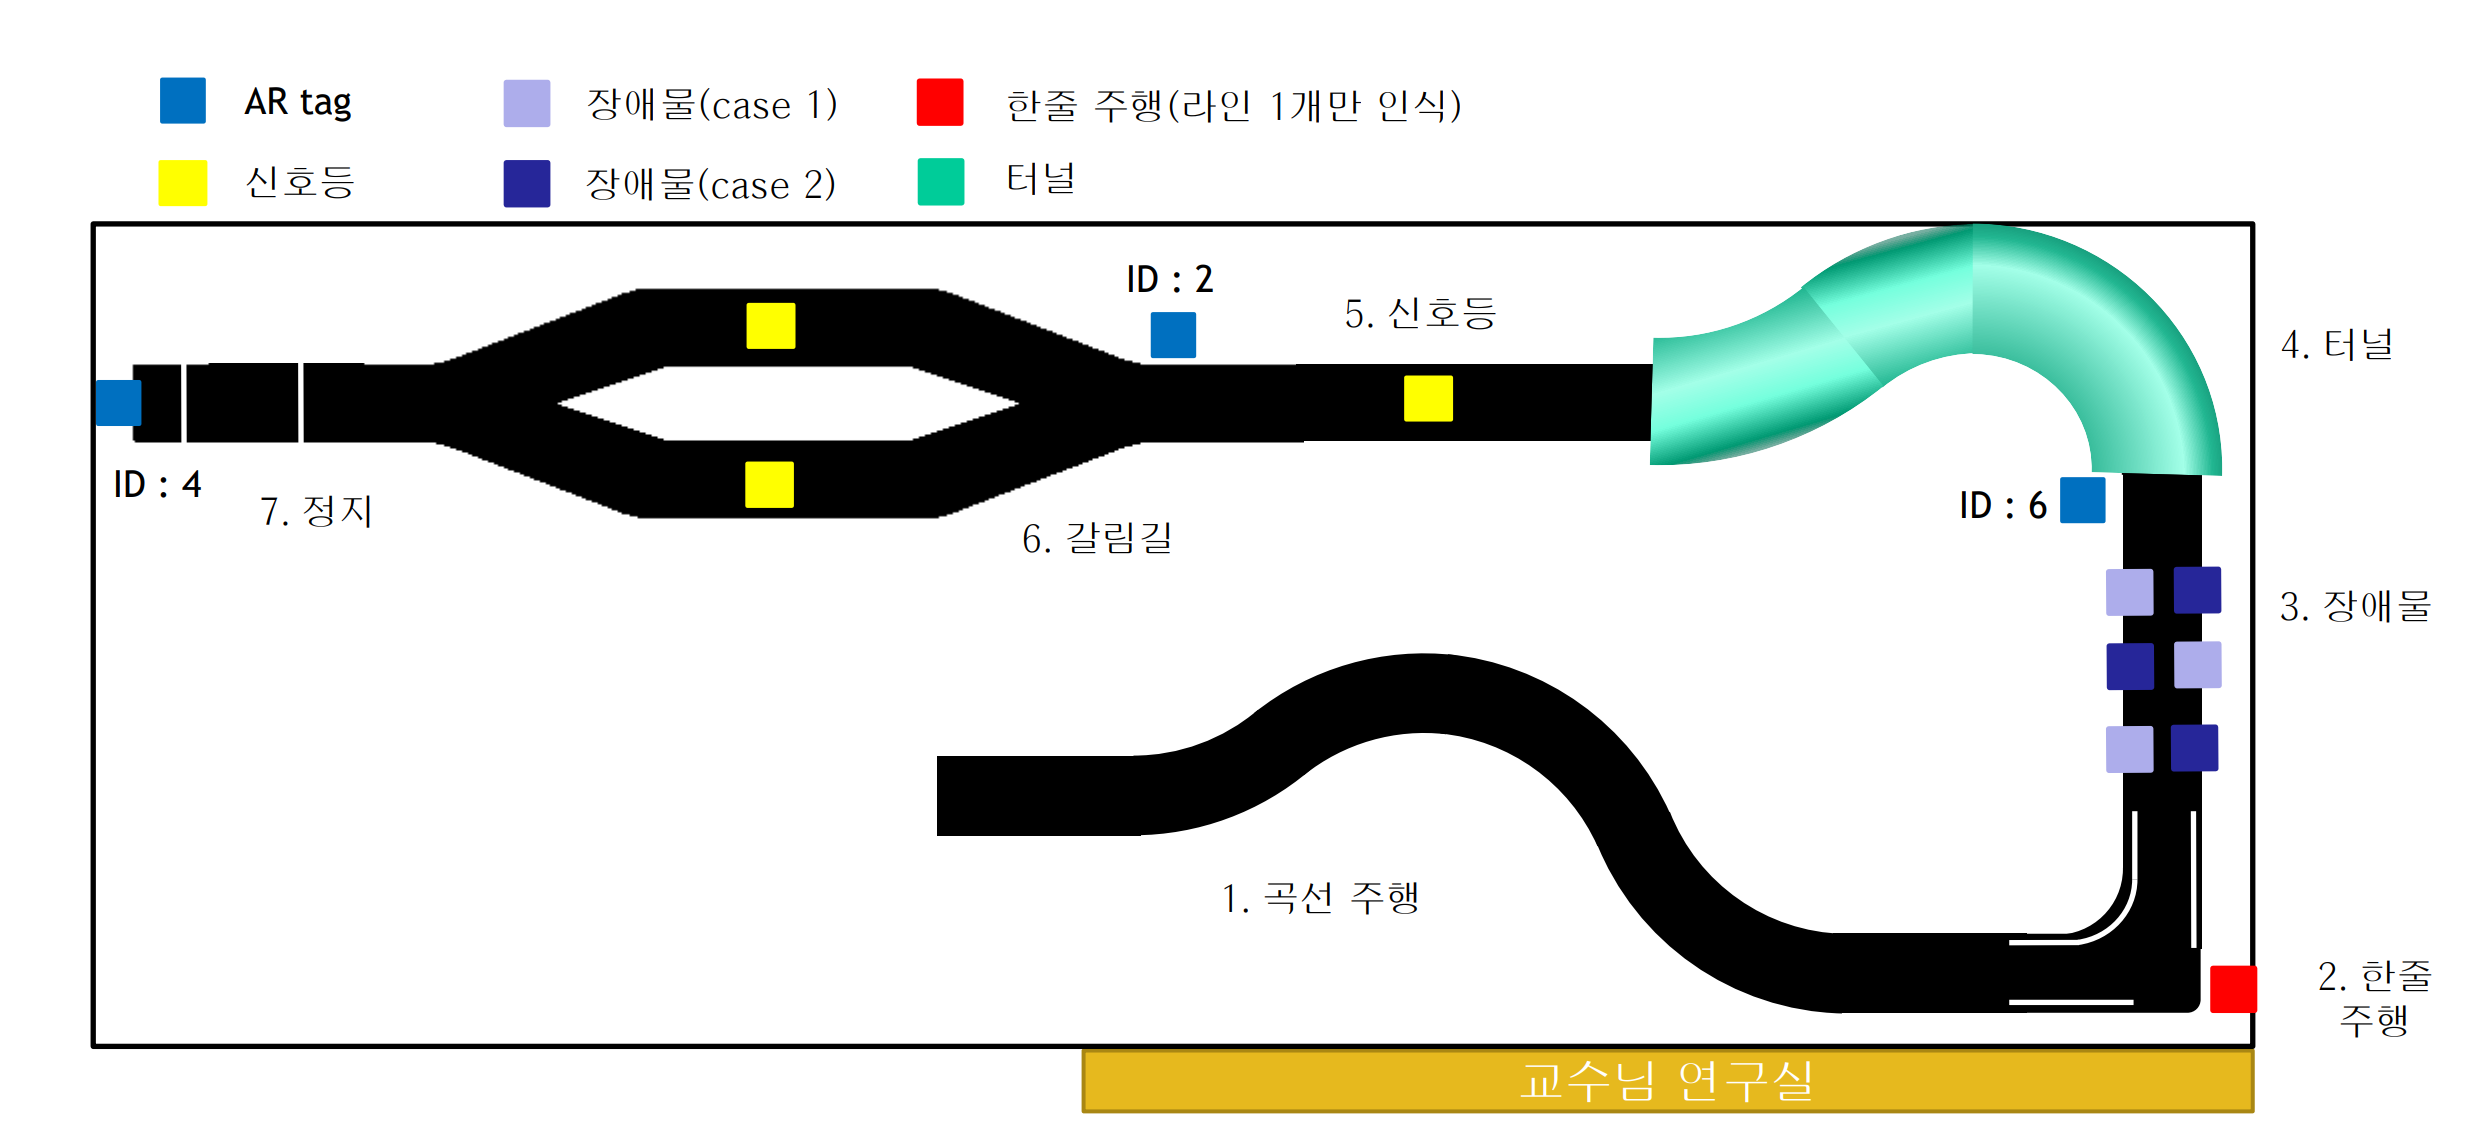 AR tag
장애물(case 1)
한줄 주행(라인 1개만 인식)
신호등
장애물(case 2)
터널
ID : 2
5. 신호등
4. 터널
ID : 4
7. 정지
6. 갈림길
ID : 6
3. 장애물
1. 곡선 주행
2. 한줄
주행
교수님 연구실